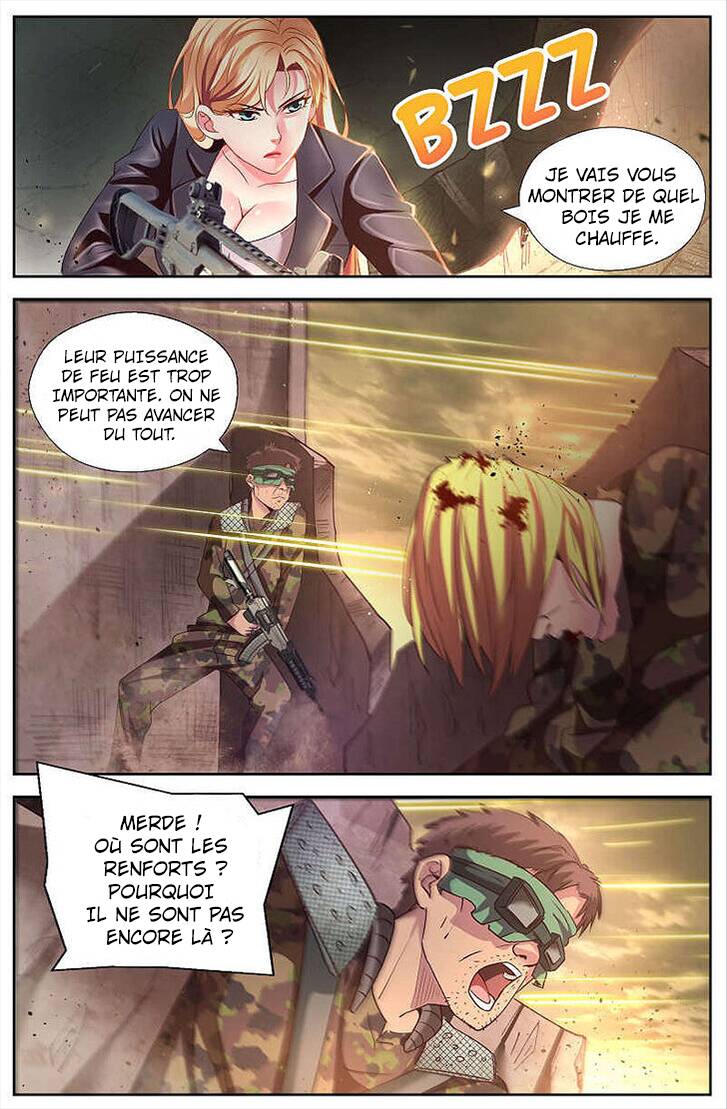 BZZZ
JE VAIS VOUS
MONTRER DE QUEL
BOIS JE ME
CHAUFFE.
LEUR PUISSANCE
DE FEU EST TROP
IMPORTANTE. ON NE
PEUT PAS AVANCER
DU TOUT.
MERDE !
OÙ SONT LES
RENFORTS ?
POURQUOI
IL NE SONT PAS
ENCORE LÀ ?